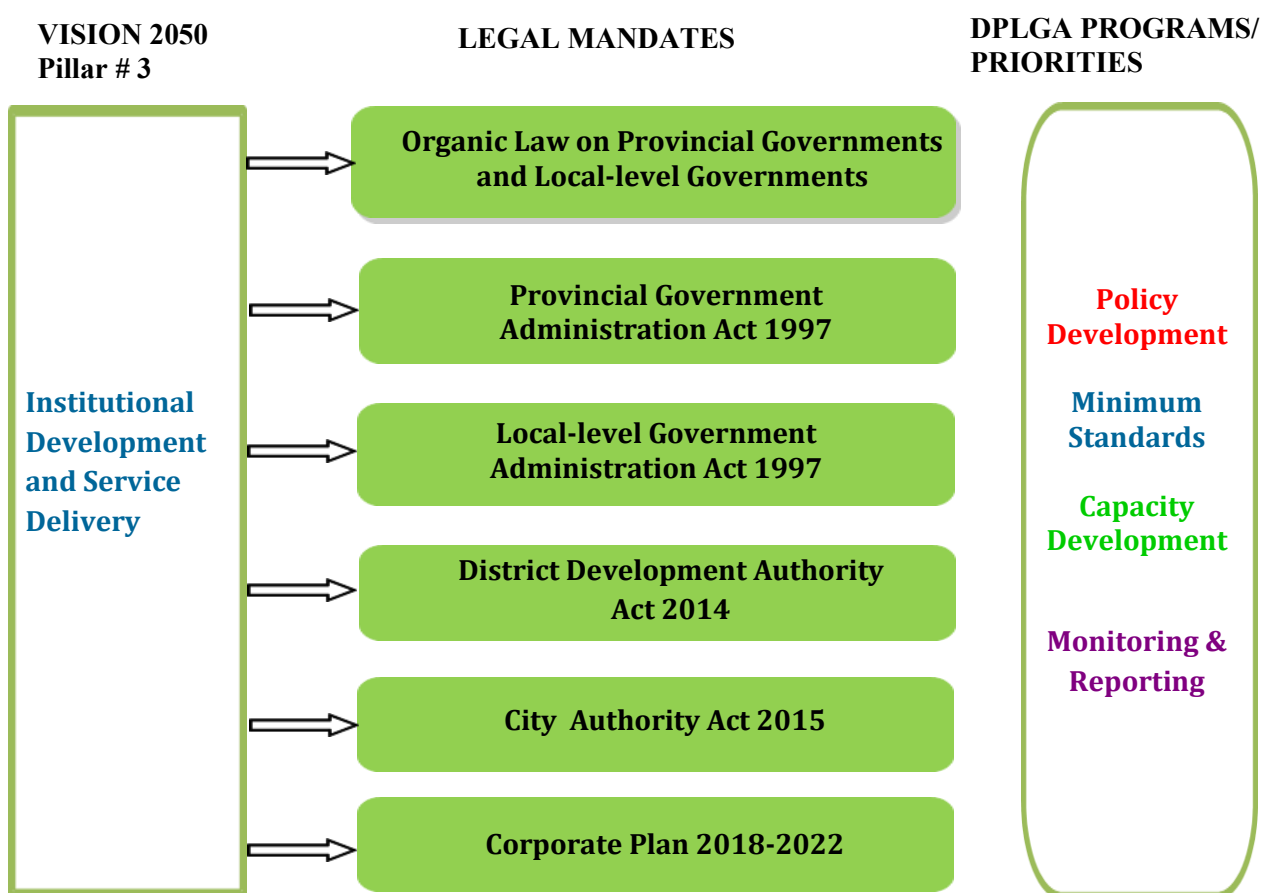 VISION 2050
Pillar # 3
LEGAL MANDATES
DPLGA PROGRAMS/
PRIORITIES
Institutional
Development
and Service
Delivery
Organic Law on Provincial Governments
and Local-level Governments
Provincial Government
Administration Act 1997
Local-level Government
Administration Act 1997
District Development Authority
Act 2014
City Authority Act 2015
Corporate Plan 2018-2022
Policy
Development
Minimum
Standards
Capacity
Development
Monitoring &
Reporting